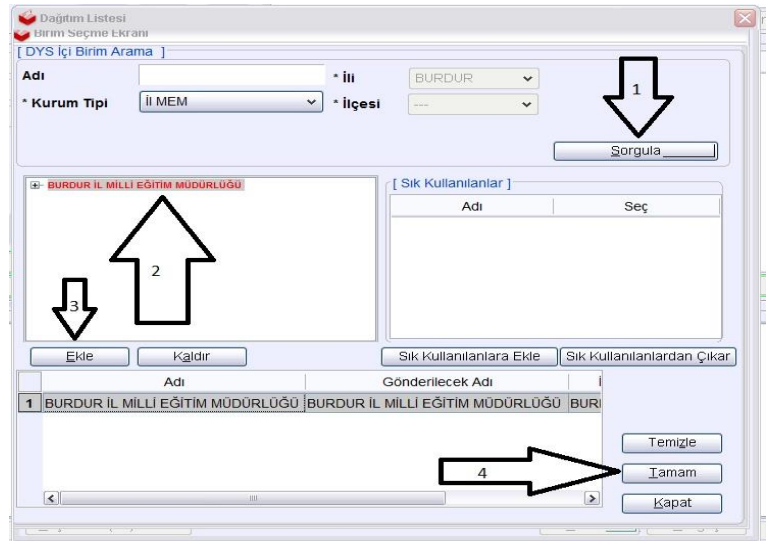 Dağıtım Listesi
Birim Seçme Ekranı
[ DYS İçi Birim Arama ]
Adı * İli BURDUR
* Kurum Tipi İl MEM * İlçesi ---
1
Sorgula
BURDUR İL MİLLİ EĞİTİM MÜDÜRLÜĞÜ
[ Sık Kullanılanlar ]
Adı Seç
2
3
Ekle Kaldır Sık Kullanılanlara Ekle Sık Kullanılanlardan Çıkar
Adı Gönderilecek Adı
1 BURDUR İL MİLLİ EĞİTİM MÜDÜRLÜĞÜ BURDUR İL MİLLİ EĞİTİM MÜDÜRLÜĞÜ BURI
Temizle
4 Tamam
Kapat